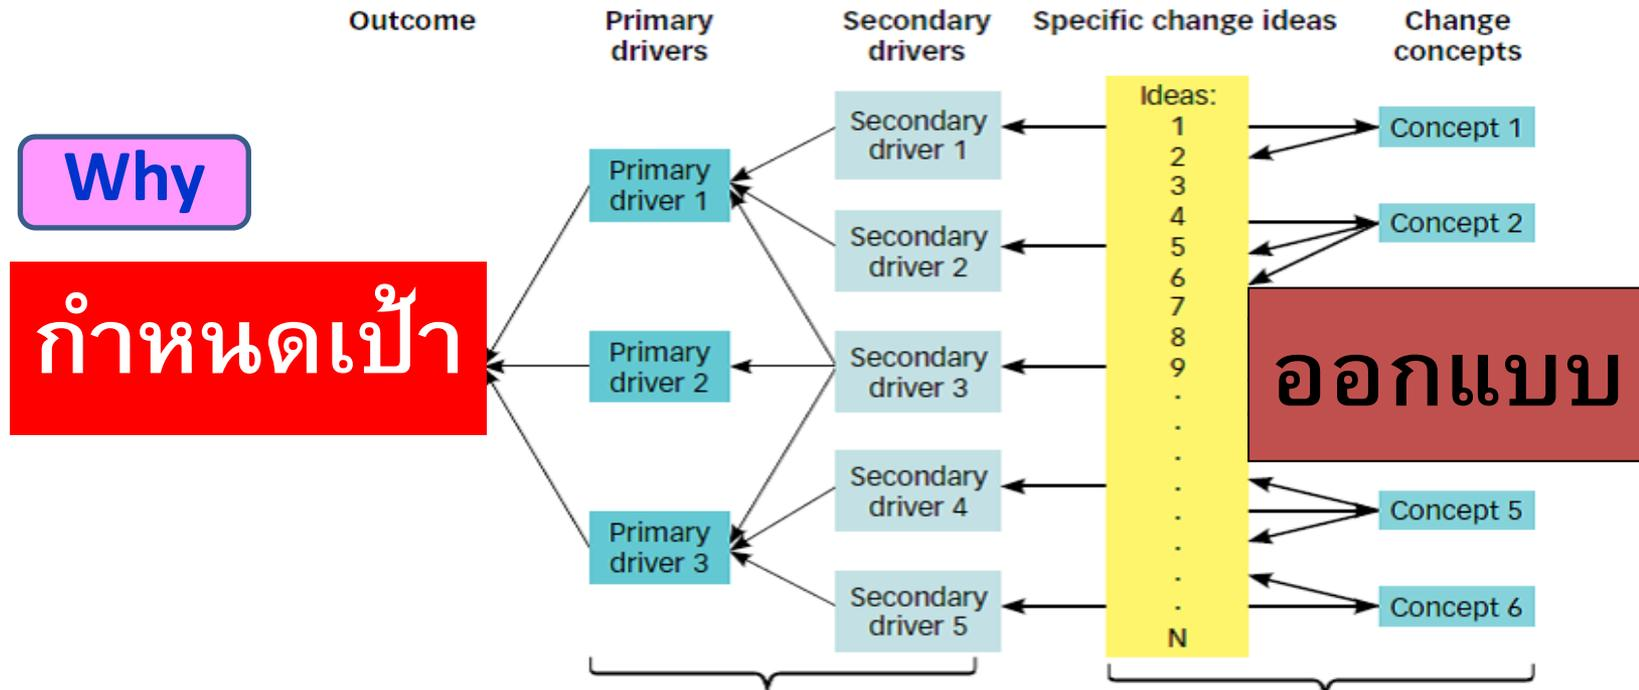 Outcome
Primary
drivers
Secondary
drivers
Specific change ideas
Change
concepts
Why
กำหนดเป้า
Primary
driver 1
Primary
driver 2
Primary
driver 3
Secondary
driver 1
Secondary
driver 2
Secondary
driver 3
Secondary
driver 4
Secondary
driver 5
Ideas:
1
2
3
4
5
6
7
8
9
.
.
.
.
.
.
.
.
N
Concept 1
Concept 2
ออกแบบ
Concept 5
Concept 6